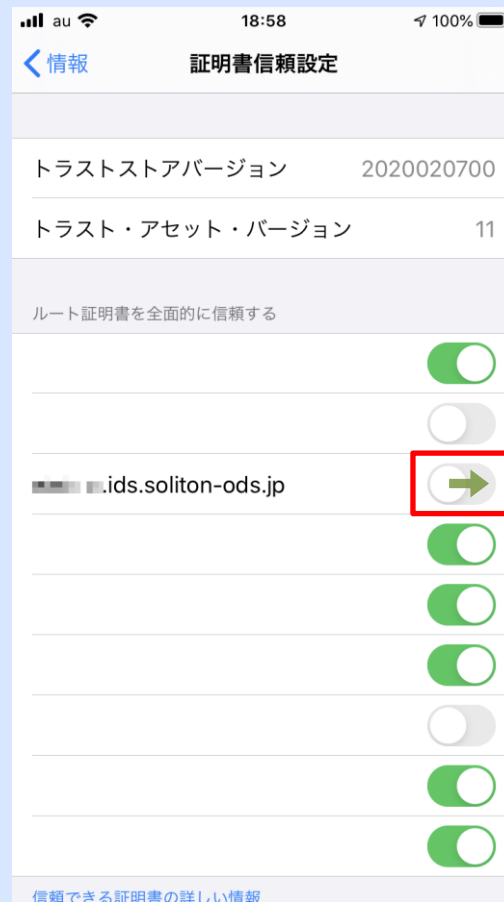 au 18:58 100%
情報 証明書信頼設定
トラストストアバージョン 2020020700
トラスト・アセット・バージョン 11
ルート証明書を全面的に信頼する
.ids.soliton-ods.jp
信頼できる証明書の詳しい情報